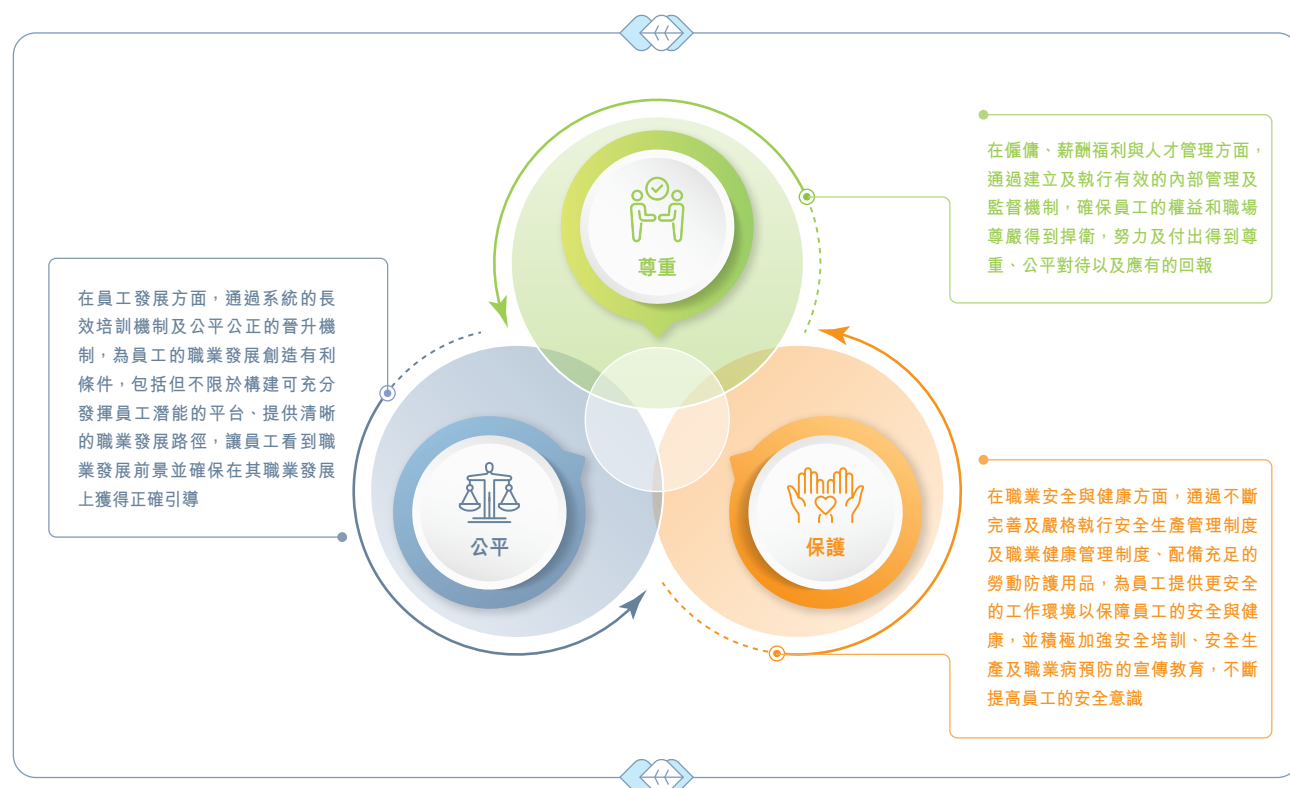 在僱傭、薪酬福利與人才管理方面，
通過建立及執行有效的內部管理及
監督機制，確保員工的權益和職場
尊嚴得到捍衛，努力及付出得到尊
重、公平對待以及應有的回報
尊重
在員工發展方面，通過系統的長
效培訓機制及公平公正的晉升機
制，為員工的職業發展創造有利
條件，包括但不限於構建可充分
發揮員工潛能的平台、提供清晰
的職業發展路徑，讓員工看到職
業發展前景並確保在其職業發展
上獲得正確引導
公平
保護
在職業安全與健康方面，通過不斷
完善及嚴格執行安全生產管理制度
及職業健康管理制度、配備充足的
勞動防護用品，為員工提供更安全
的工作環境以保障員工的安全與健
康，並積極加強安全培訓、安全生
產及職業病預防的宣傳教育，不斷
提高員工的安全意識